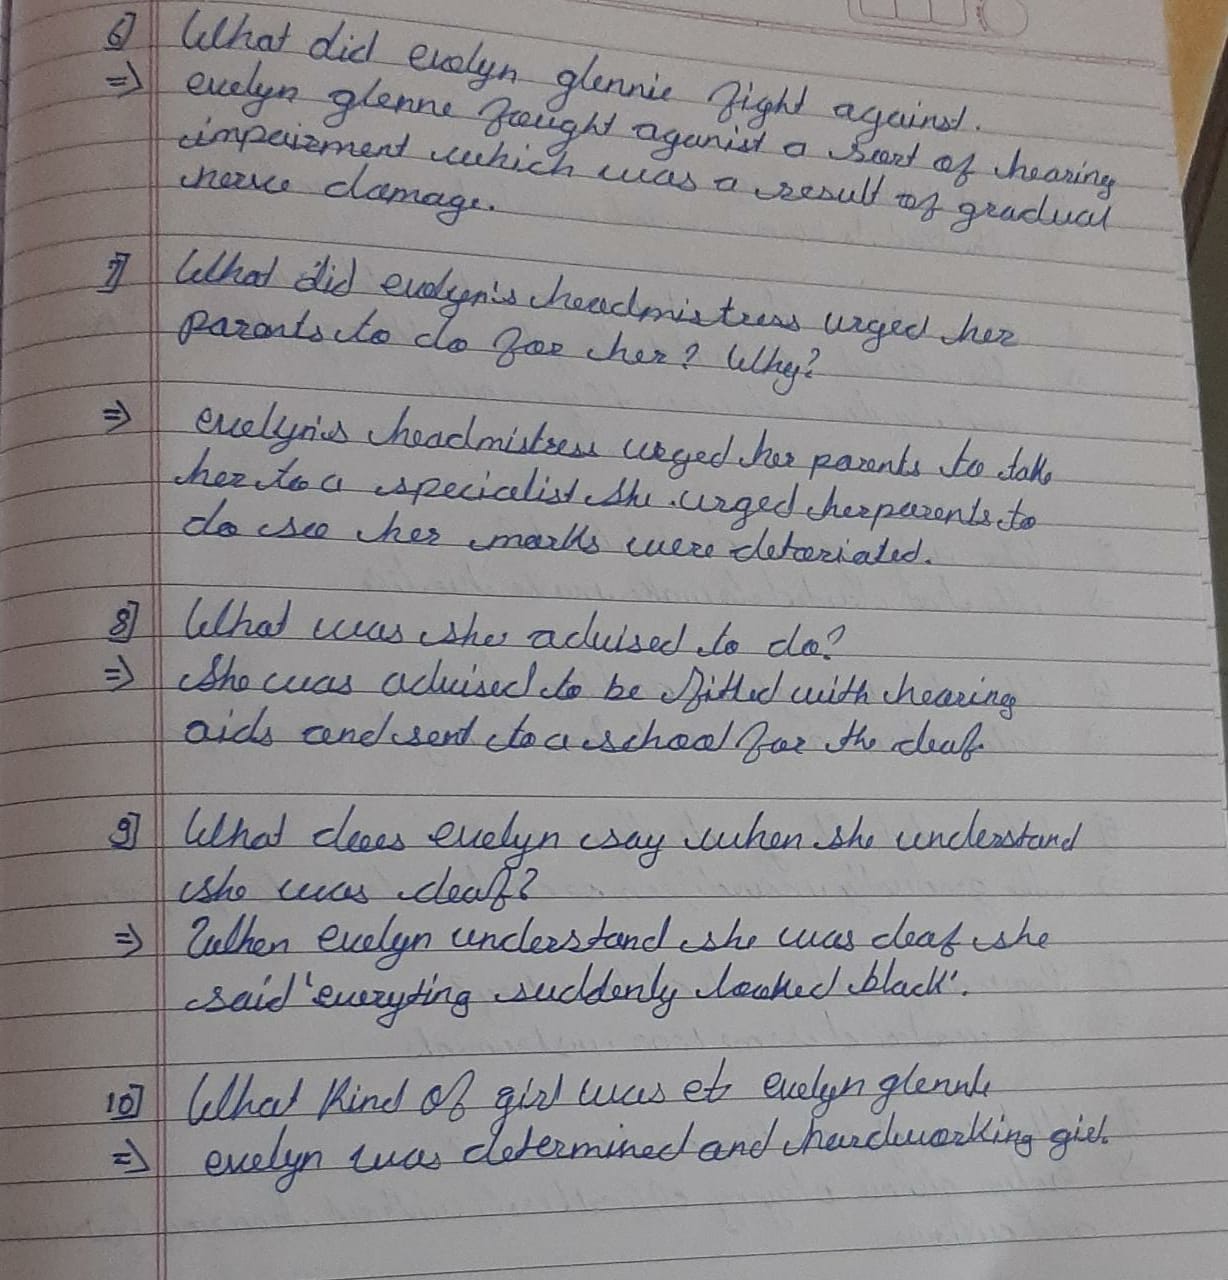 6] What did evelyn glennie fight against.
=> evelyn glenne fought aganist a sort of hearing
impairment which was a result of gradual
nerve damage.
7] What did evelyn's headmistress urged her
parents to do for her? Why?
=> evelyn's headmistress urged her parents to take
her to a specialist she urged her parents to
do so her marks were detoriated.
8] What was she advised to do?
=> She was advised to be fitted with hearing
aids and sent to a school for the deaf
9] What does evelyn say when she understand
she was deaf?
=> When evelyn understand she was deaf she
said 'everyting suddenly looked black'.
10] What kind of girl was evelyn glennie
=> evelyn was determined and hardworking girl.